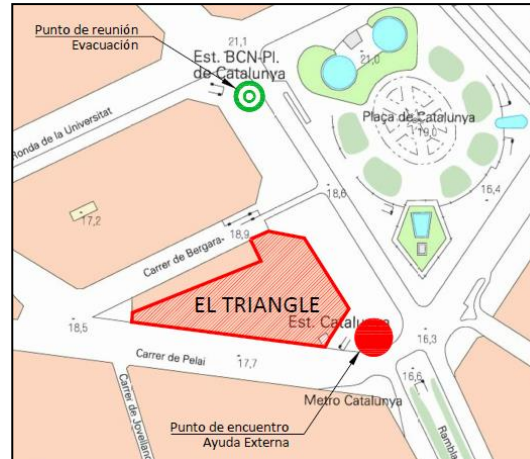 Punto de reunión
Evacuación
21,1
Est. BCN-Pl.
de Catalunya
21,0
Ronda de la Universitat
Plaça de Catalunya
19,0
16,4
18,6
17,2
18,9
Carrer de Bergara
EL TRIANGLE
Est. Catalunya
18,5
Carrer de Pelai
17,7
16,3
Metro Catalunya
16,6
Carrer de Jovellano
Punto de encuentro
Ayuda Externa
Rambla